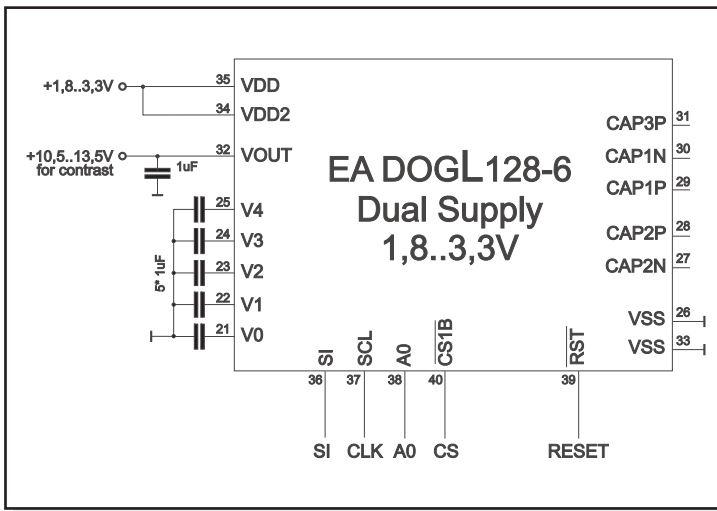 +1,8..3,3V
35 VDD
34 VDD2
+10,5..13,5V
for contrast
32 VOUT
1uF
25 V4
24 V3
23 V2
22 V1
21 V0
5* 1uF
EA DOGL128-6
Dual Supply
1,8..3,3V
CAP3P 31
CAP1N 30
CAP1P 29
CAP2P 28
CAP2N 27
VSS 26
VSS 33
SI SCL A0 CS1B RST
36 37 38 40 39
SI CLK A0 CS RESET